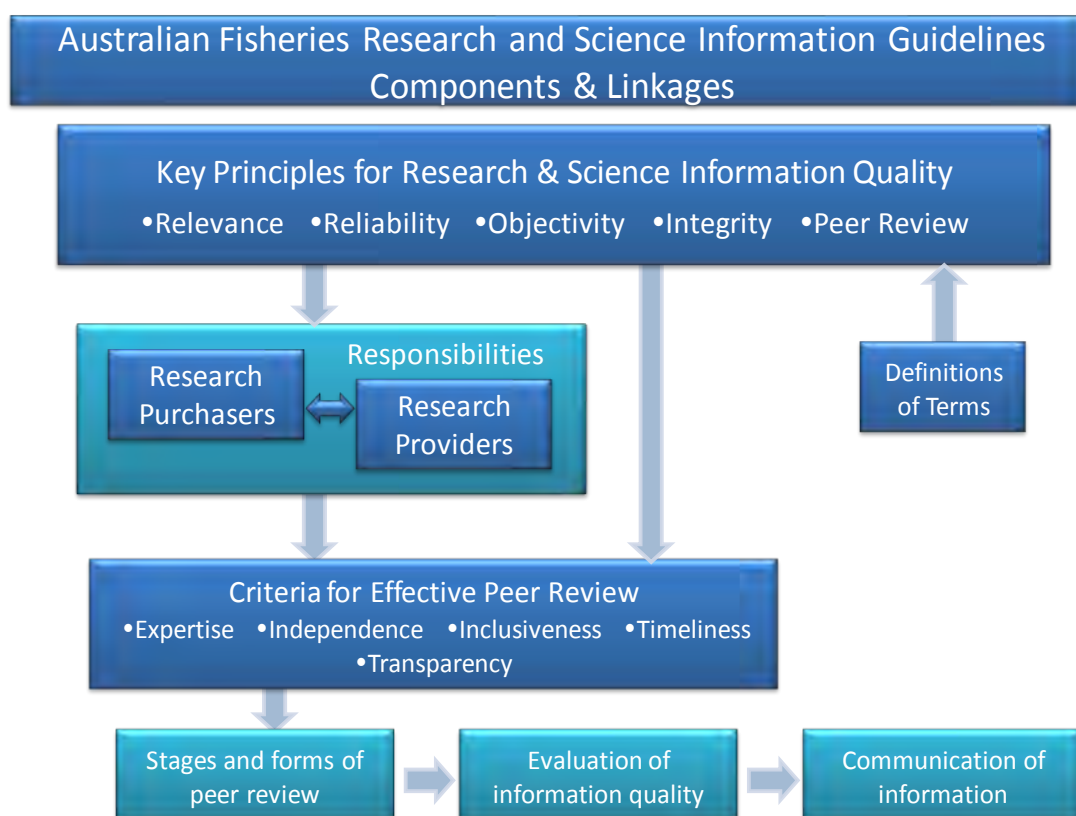 Australian Fisheries Research and Science Information Guidelines
Components & Linkages
Key Principles for Research & Science Information Quality
•Relevance •Reliability •Objectivity •Integrity •Peer Review
Responsibilities
Research
Purchasers
Research
Providers
Definitions
of Terms
Criteria for Effective Peer Review
•Expertise •Independence •Inclusiveness •Timeliness
•Transparency
Stages and forms of
peer review
Evaluation of
information quality
Communication of
information